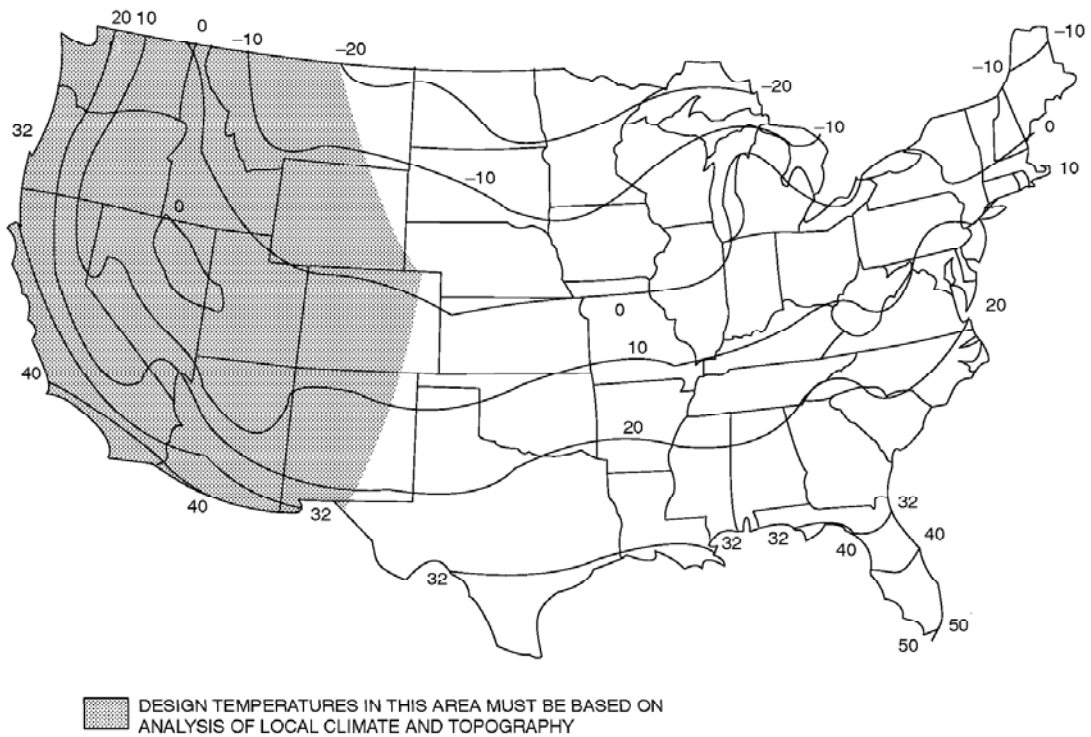 20 10 0 −10 −20 −10
−10
−20
32 −10 0
10
−10
0
20
0
10
40
20
40 32 32 32 32
40 40
32
50 50
DESIGN TEMPERATURES IN THIS AREA MUST BE BASED ON
ANALYSIS OF LOCAL CLIMATE AND TOPOGRAPHY